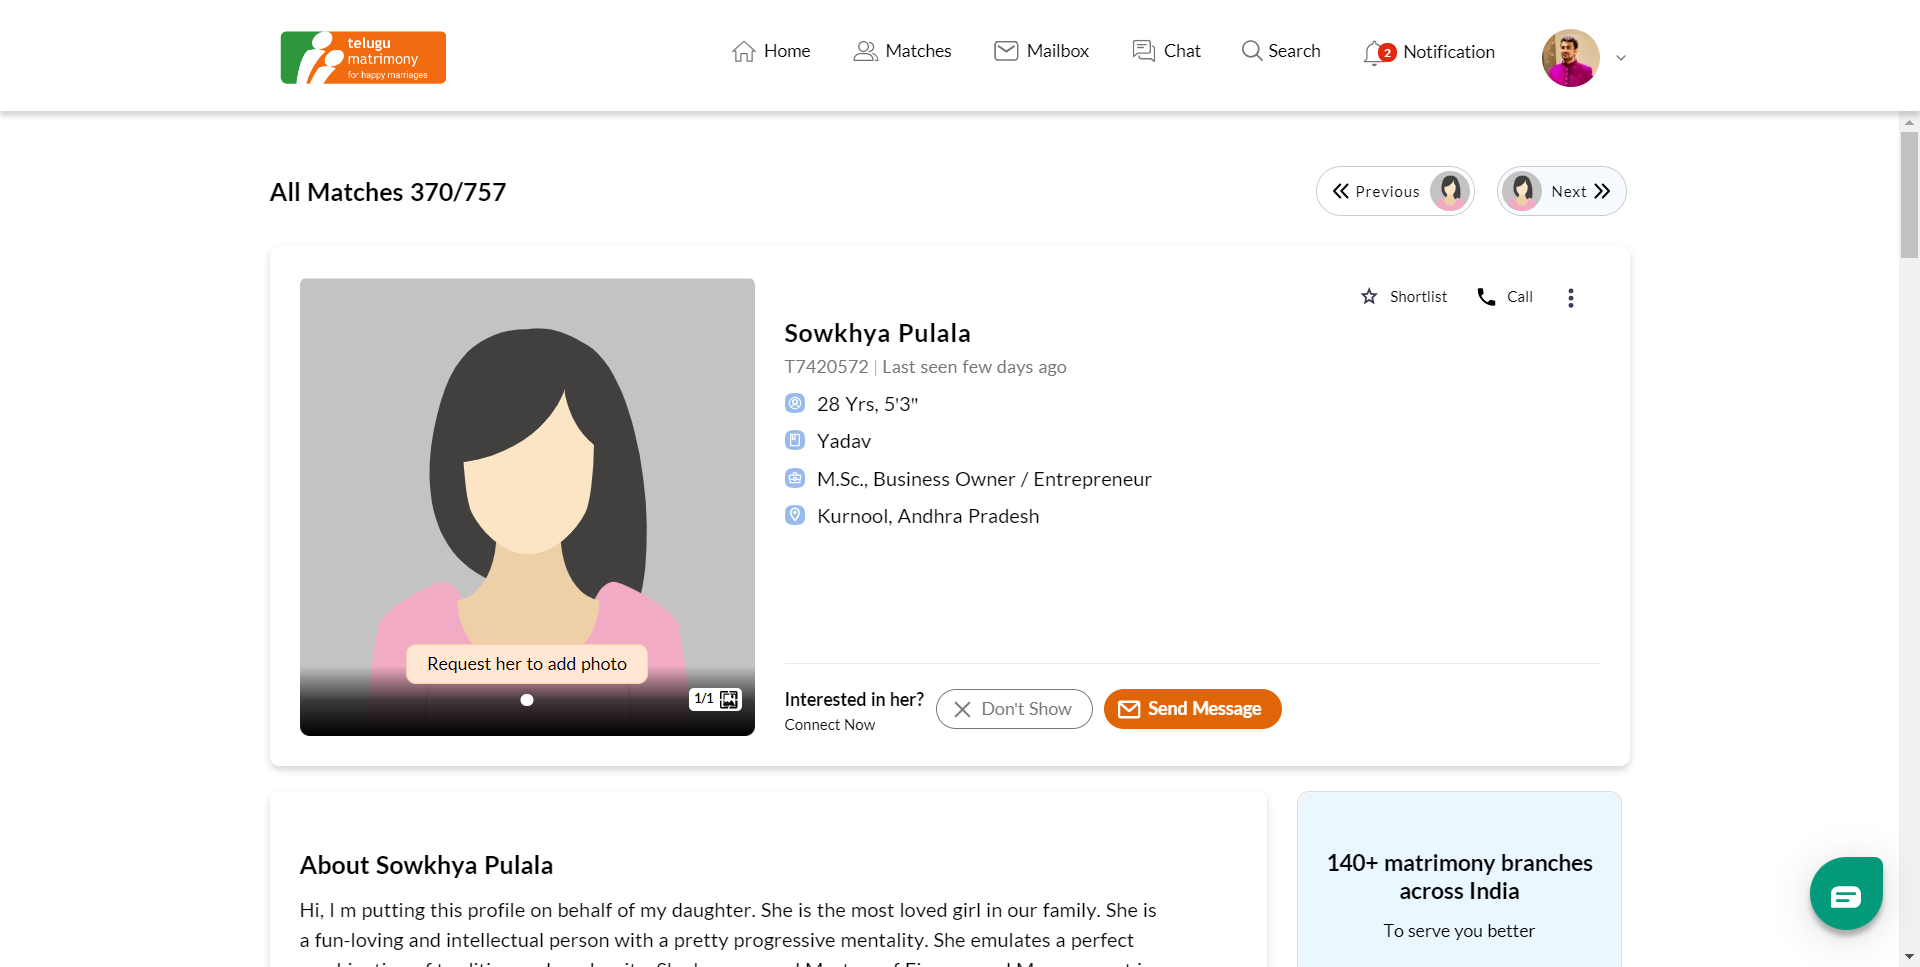 telugu
matrimony
for happy marriages
Home
Matches
Mailbox
Chat
Search
2
Notification
All Matches 370/757
Previous
Next
Shortlist
Call
Sowkhya Pulala
T7420572 | Last seen few days ago
28 Yrs, 5'3"
Yadav
M.Sc., Business Owner / Entrepreneur
Kurnool, Andhra Pradesh
Request her to add photo
1/1
Interested in her?
Connect Now
Don't Show
Send Message
About Sowkhya Pulala
Hi, I m putting this profile on behalf of my daughter. She is the most loved girl in our family. She is
a fun-loving and intellectual person with a pretty progressive mentality. She emulates a perfect
140+ matrimony branches
across India
To serve you better